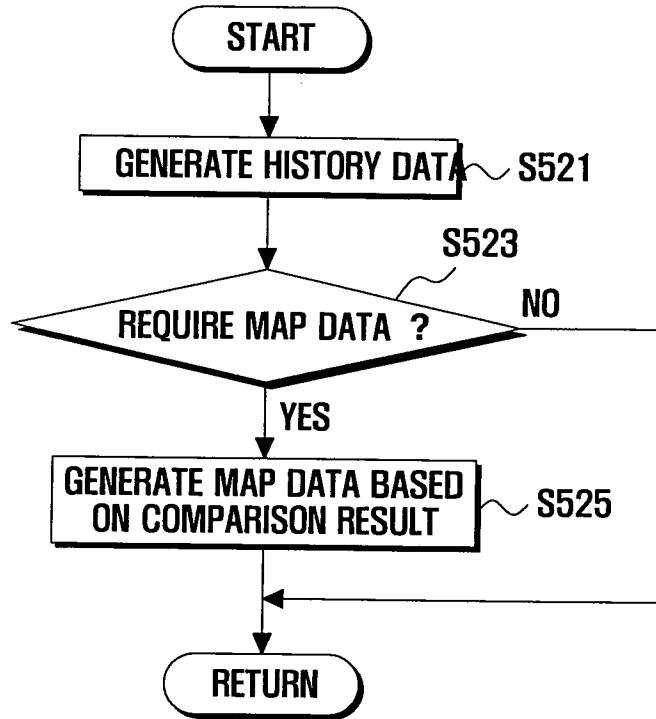 START
GENERATE HISTORY DATA
S521
S523
REQUIRE MAP DATA ?
NO
YES
GENERATE MAP DATA BASED
ON COMPARISON RESULT
S525
RETURN